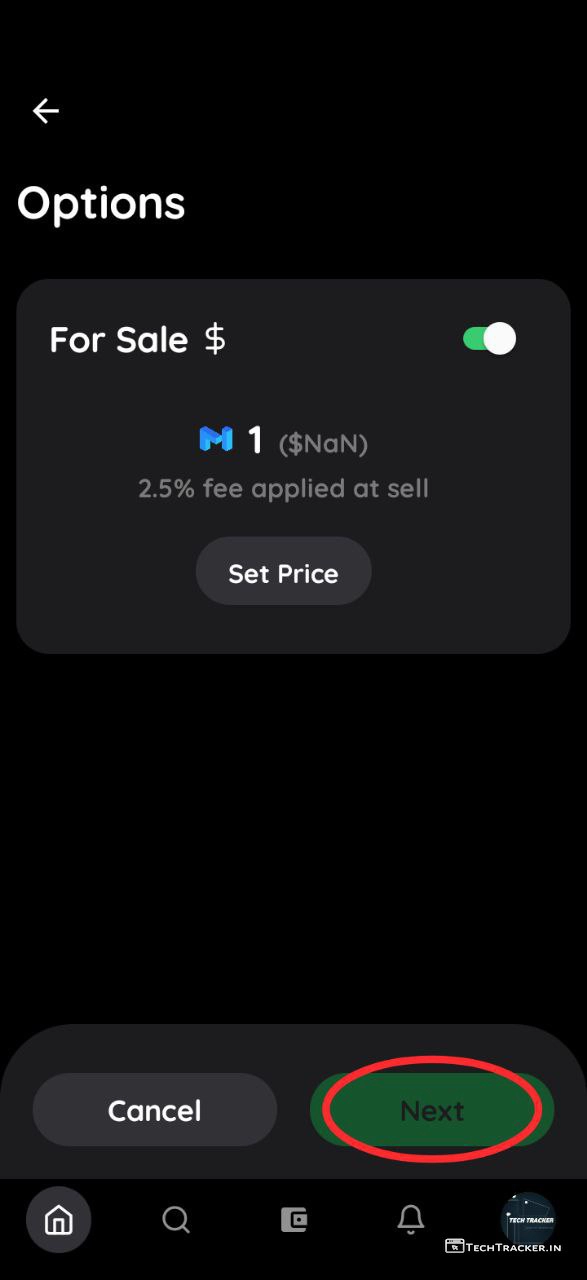 Options
For Sale $
1 ($NaN)
2.5% fee applied at sell
Set Price
Cancel
Next
TECH TRACKER
TECHTRACKER.IN